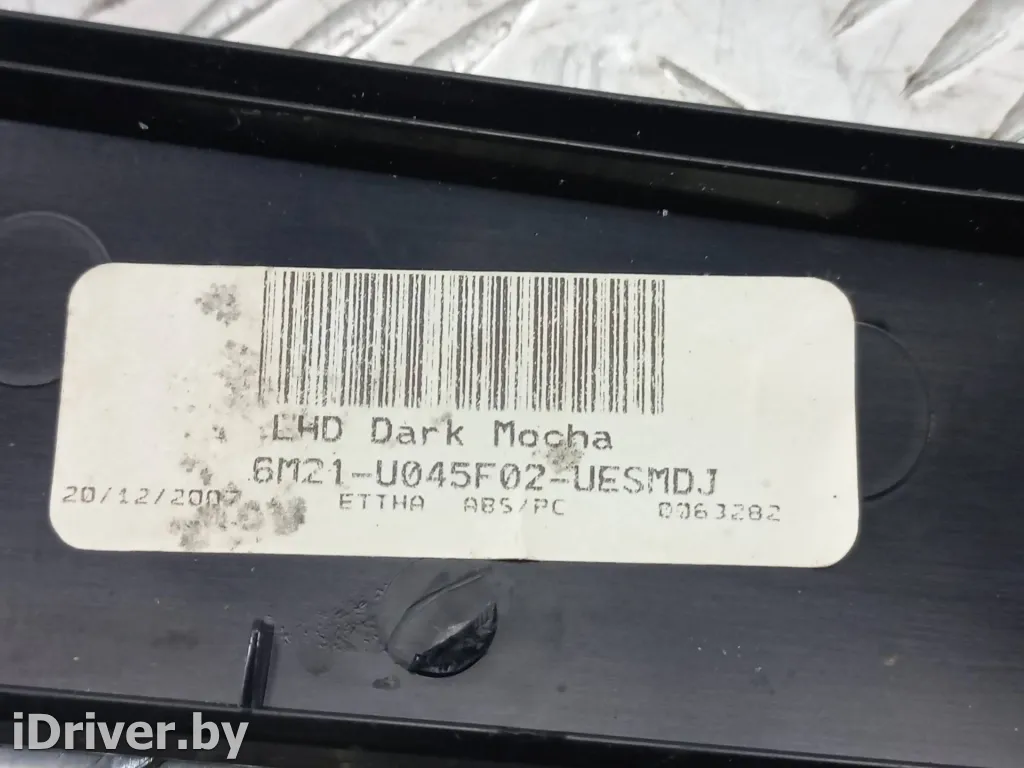 LHD Dark Mocha
6M21-U045F02-UESMDJ
20/12/2007 ETTHA ABS/PC 0063282
iDriver.by